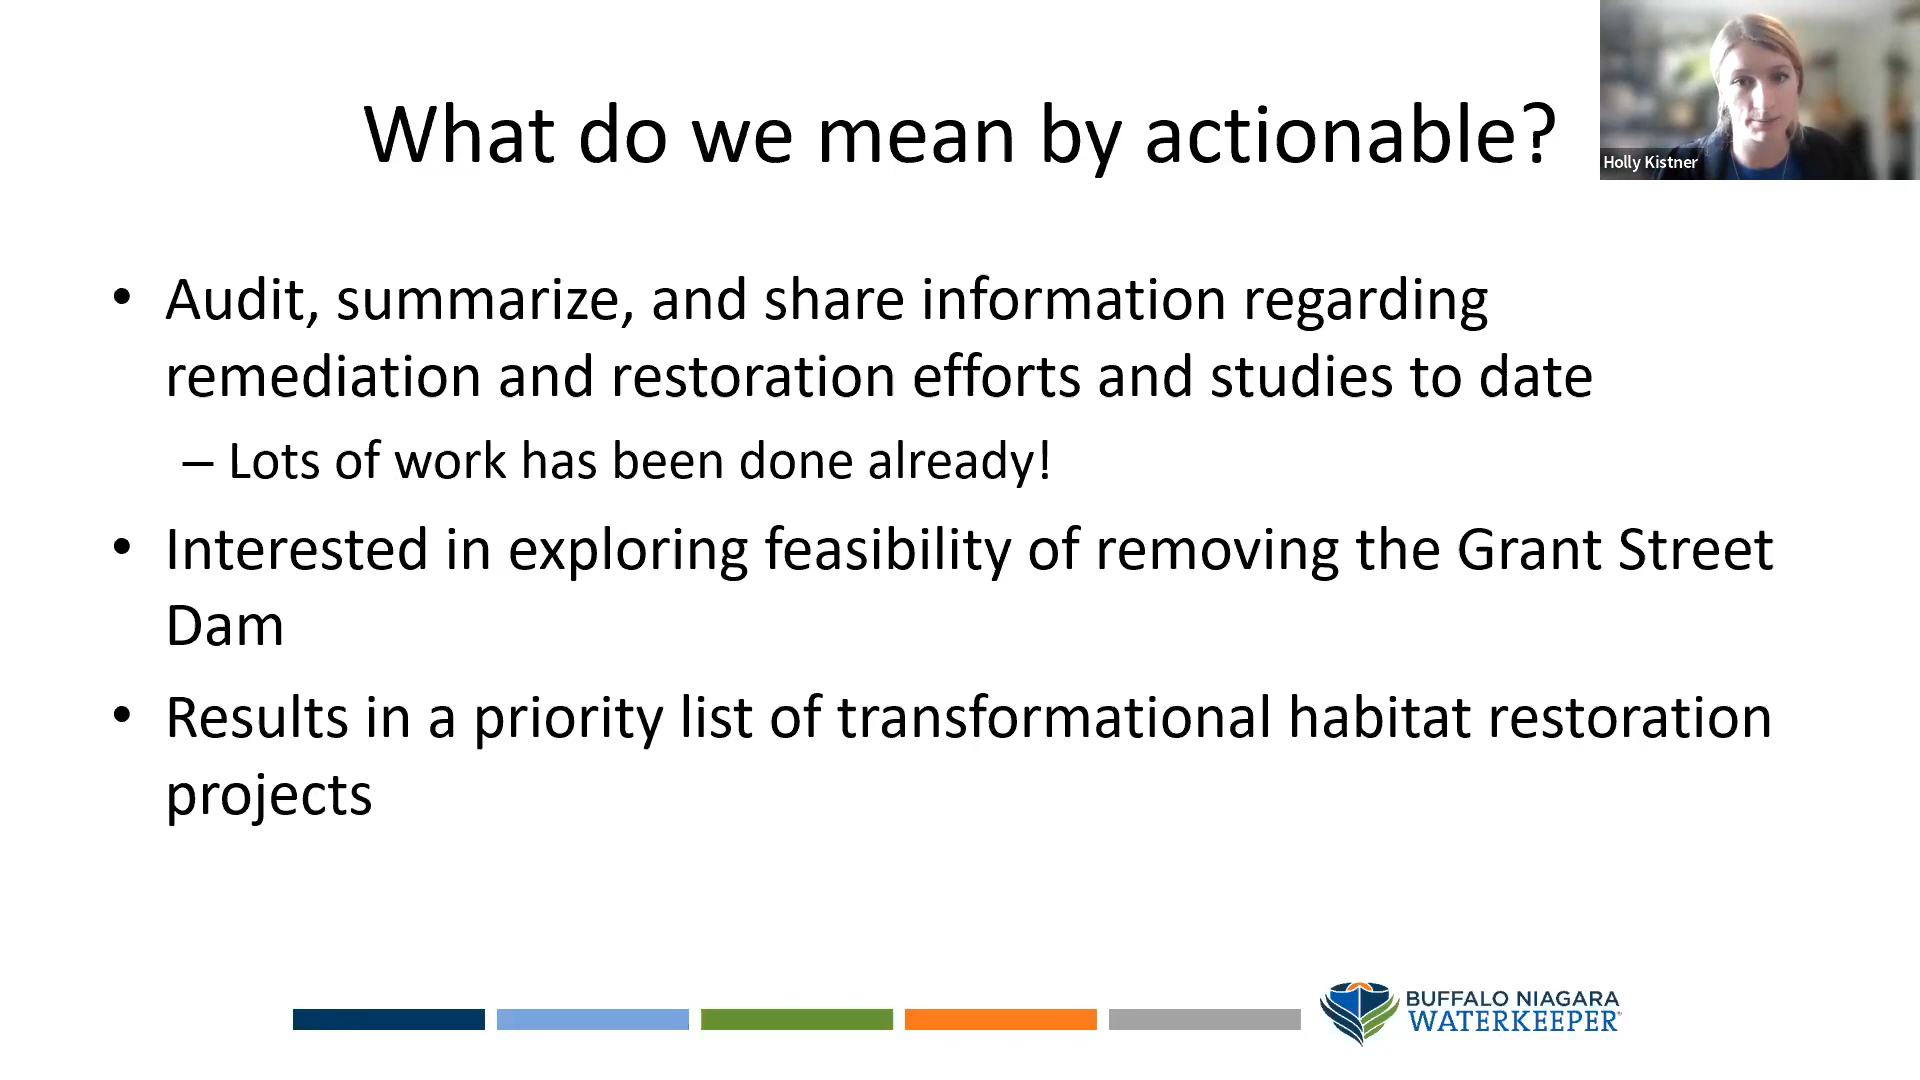 What do we mean by actionable?
Holly Kistner
• Audit, summarize, and share information regarding
remediation and restoration efforts and studies to date
– Lots of work has been done already!
• Interested in exploring feasibility of removing the Grant Street
Dam
• Results in a priority list of transformational habitat restoration
projects
BUFFALO NIAGARA
WATERKEEPER